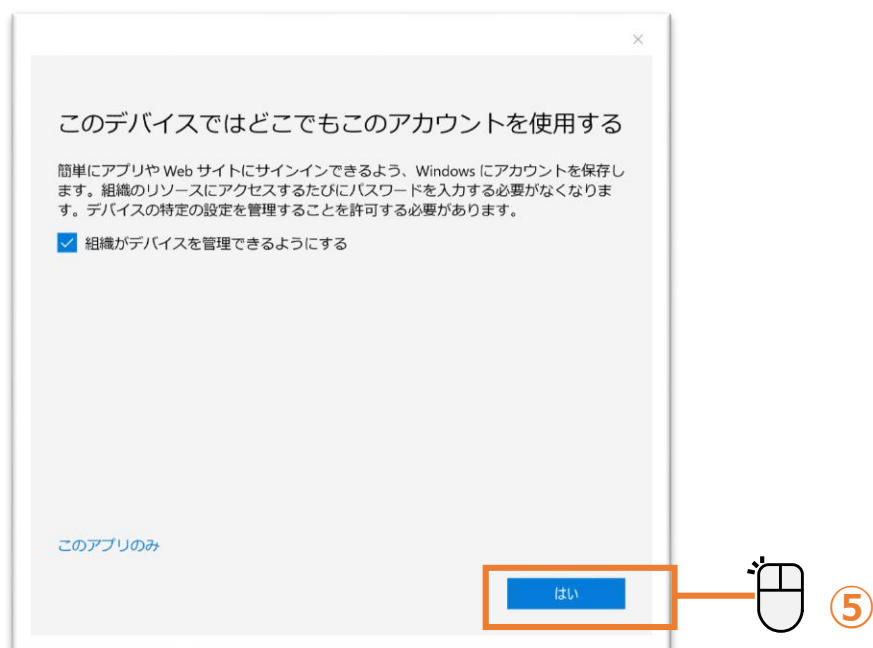 ×
このデバイスではどこでもこのアカウントを使用する
簡単にアプリや Web サイトにサインインできるよう、Windows にアカウントを保存し
ます。組織のリソースにアクセスするたびにパスワードを入力する必要がなくなりま
す。デバイスの特定の設定を管理することを許可する必要があります。
組織がデバイスを管理できるようにする
このアプリのみ
はい
⑤